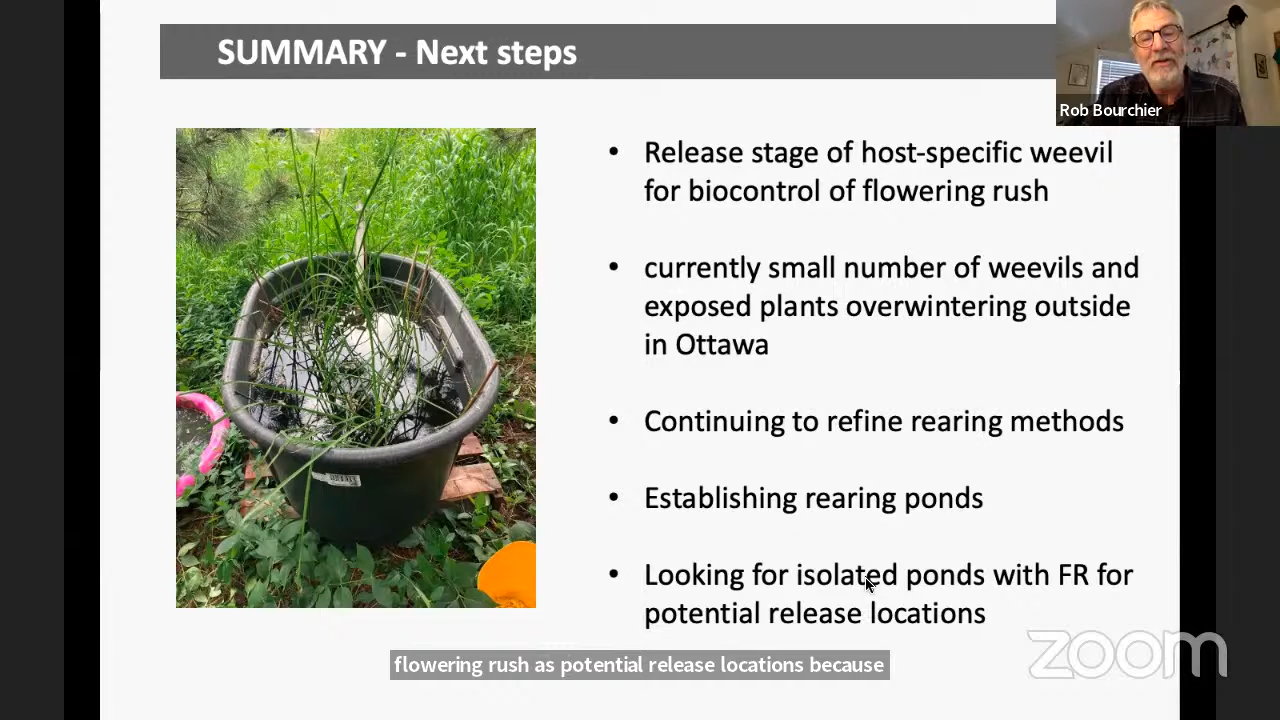 SUMMARY - Next steps
Rob Bourchier
Release stage of host-specific weevil
for biocontrol of flowering rush
currently small number of weevils and
exposed plants overwintering outside
in Ottawa
Continuing to refine rearing methods
Establishing rearing ponds
Looking for isolated ponds with FR for
potential release locations
zoom
flowering rush as potential release locations because